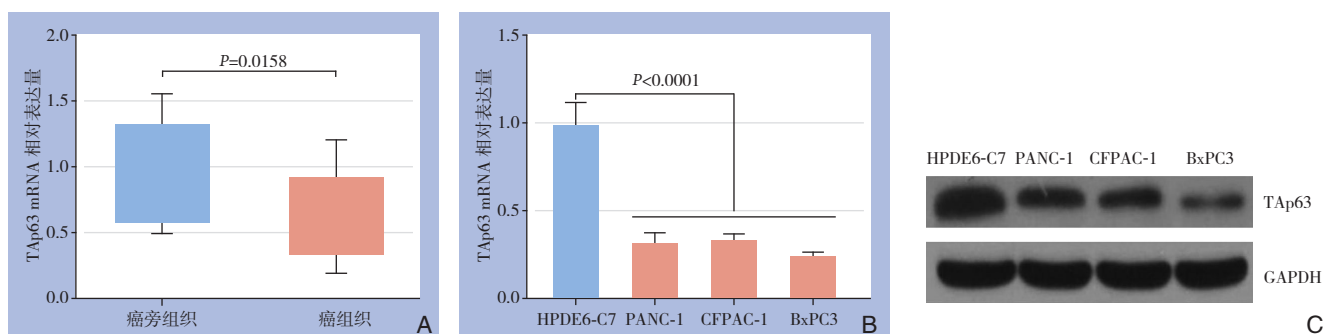 TAp63 mRNA 相对表达量
2.0
1.5
1.0
0.5
0.0
P=0.0158
癌旁组织 癌组织
A
TAp63 mRNA 相对表达量
1.5
1.0
0.5
0.0
P<0.0001
HPDE6-C7 PANC-1 CFPAC-1 BxPC3
B
HPDE6-C7 PANC-1 CFPAC-1 BxPC3
TAp63
GAPDH
C